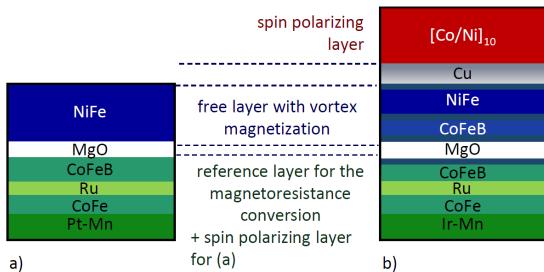 spin polarizing
layer
[Co/Ni]10
Cu
NiFe
free layer with vortex
magnetization
NiFe
CoFeB
MgO
MgO
CoFeB
Ru
CoFe
Pt-Mn
reference layer for the
magnetoresistance
conversion
+ spin polarizing layer
for (a)
CoFeB
Ru
CoFe
Ir-Mn
a)
b)